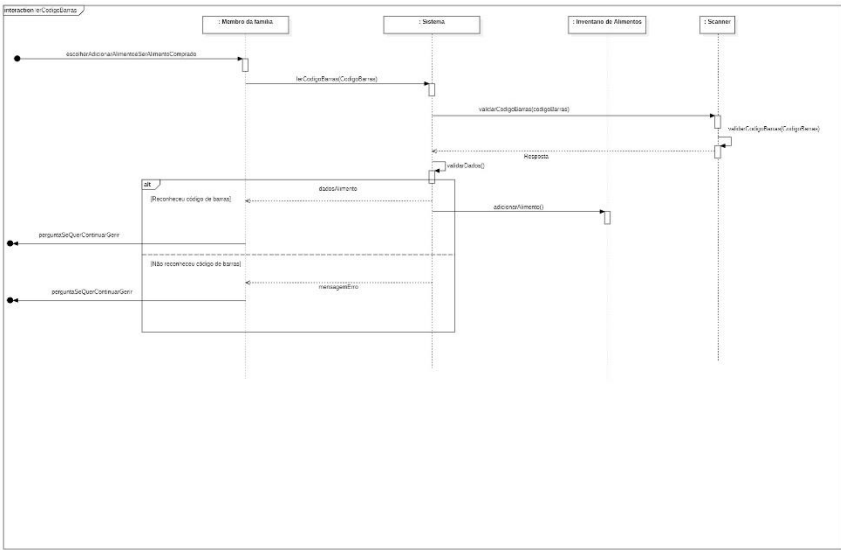 interaction lerCodigoBarras
: Membro da família
: Sistema
: Inventario de Alimentos
: Scanner
escolherAdicionarAlimentoeSerAlimentoComprado
lerCodigoBarras(CodigoBarras)
validarCodigoBarras(codigoBarras)
validarCodigoBarras(CodigoBarras)
Resposta
validarDados()
alt
dadosAlimento
[Reconheceu código de barras]
adicionarAlimento()
perguntaSeQuerContinuarGerir
[Não reconheceu código de barras]
mensagemErro
perguntaSeQuerContinuarGerir